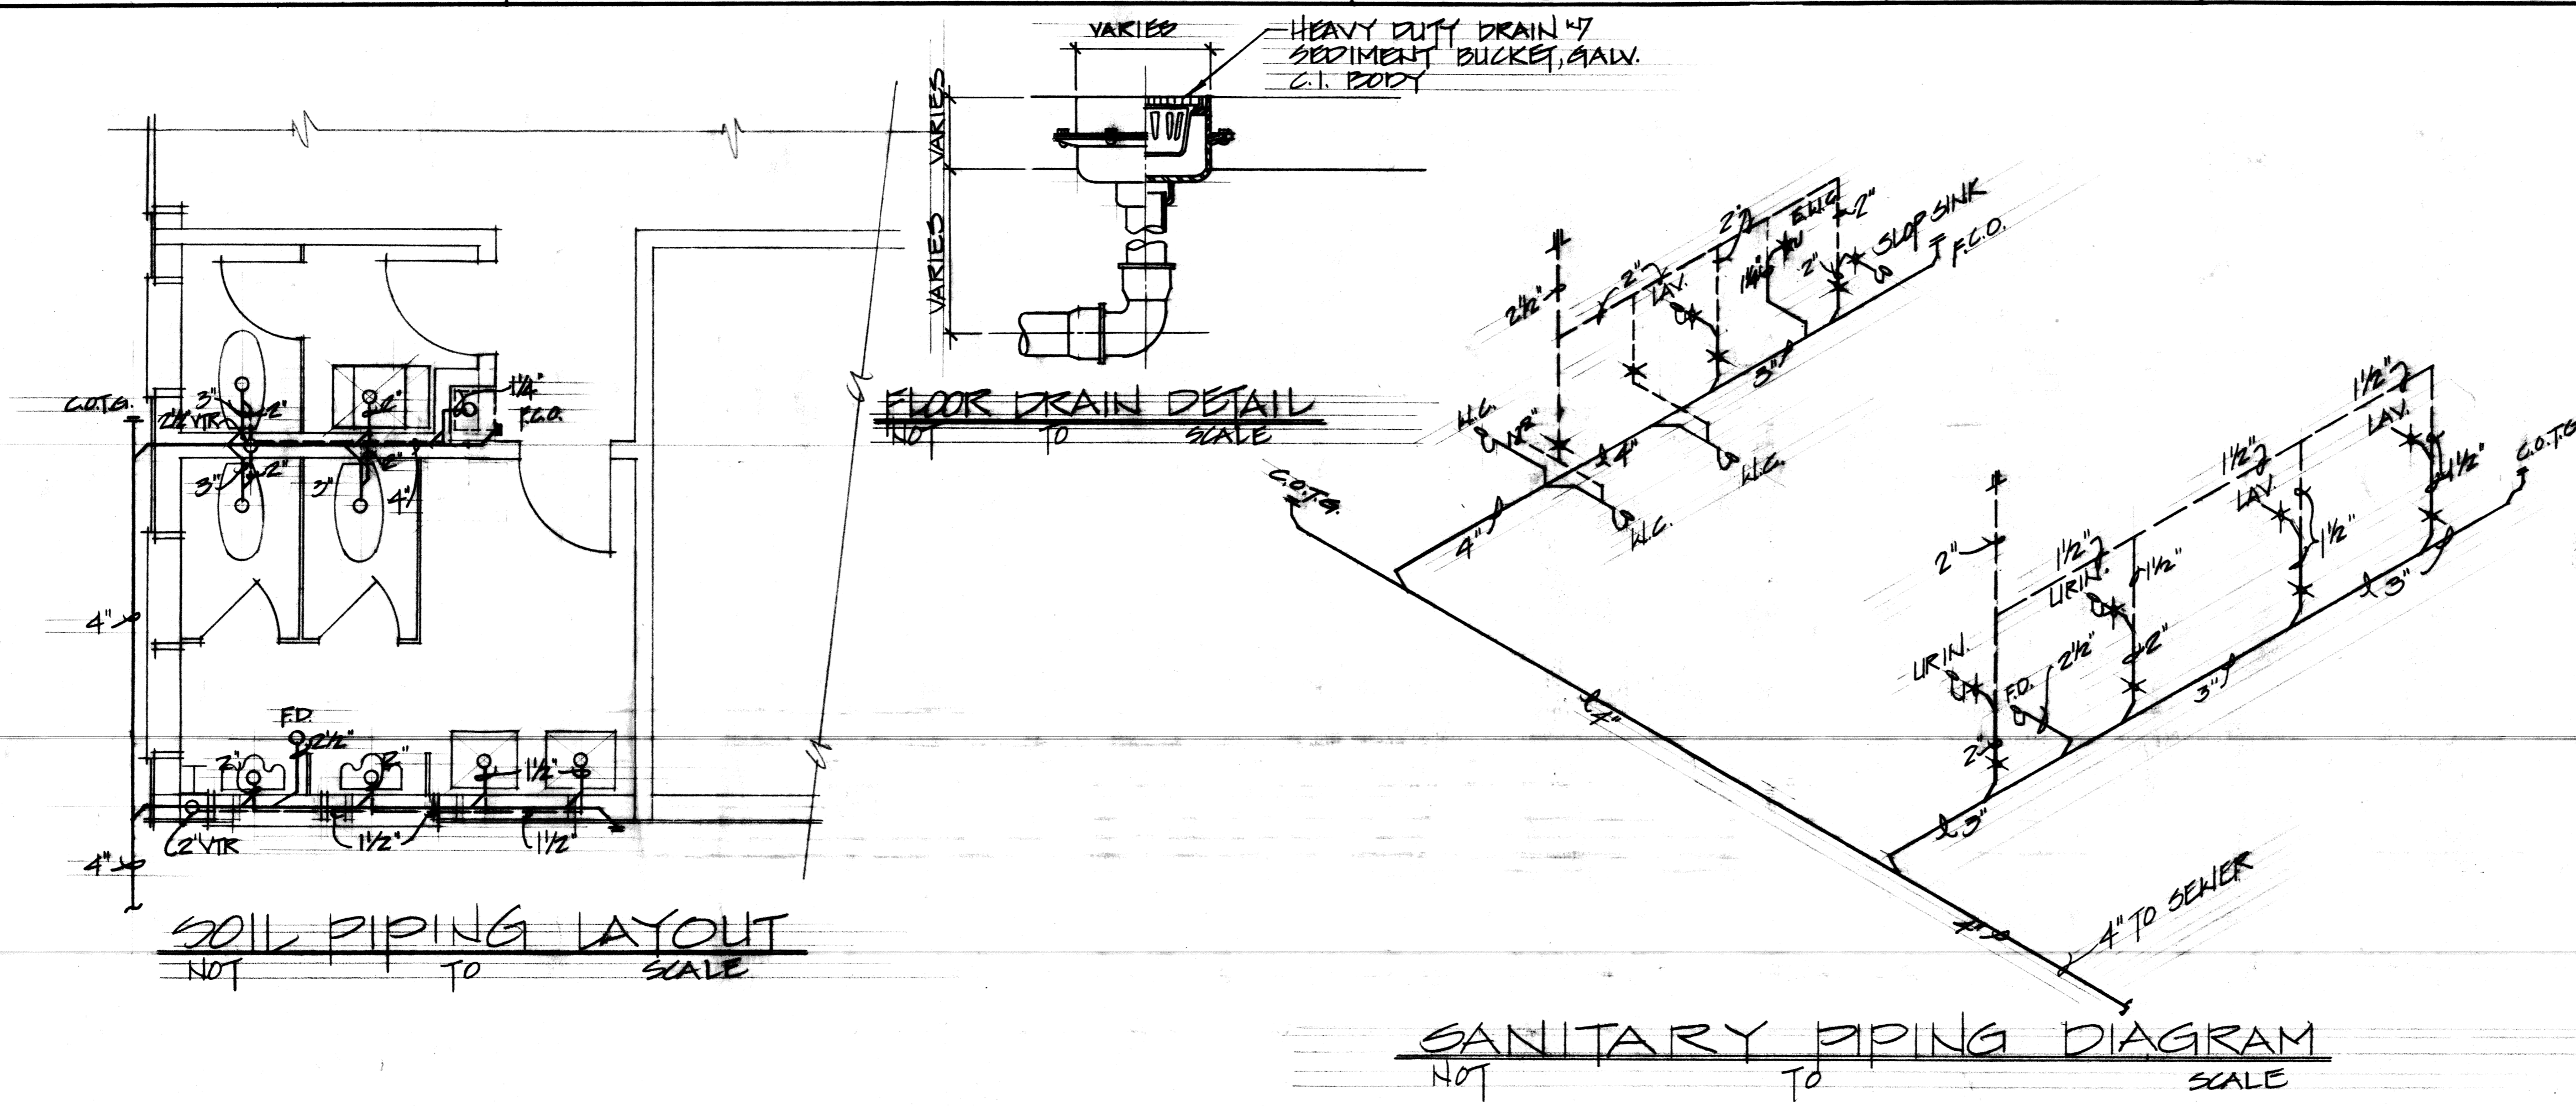 VARIES
HEAVY DUTY DRAIN W/
SEDIMENT BUCKET, GALV.
C.I. BODY
VARIES
VARIES
FLOOR DRAIN DETAIL
NOT TO SCALE
C.O.T.G.
3"
2½" VTR
2"
2"
1¼"
F.C.O.
3"
2"
3"
2"
4"
4"
F.D.
2½"
2"
2"
1½"
2" VTR
1½"
1½"
4"
SOIL PIPING LAYOUT
NOT TO SCALE
2"
E.W.C.
2"
SLOP SINK
F.C.O.
2½"
2"
LAV.
1¼"
2"
3"
W.C.
2"
4"
W.C.
C.O.T.G.
4"
W.C.
1½"
LAV.
1½"
C.O.T.G.
1½"
LAV.
1½"
2"
1½"
URIN.
1½"
3"
URIN.
F.D.
2½"
2"
3"
4"
2"
3"
4"
4" TO SEWER
SANITARY PIPING DIAGRAM
NOT TO SCALE